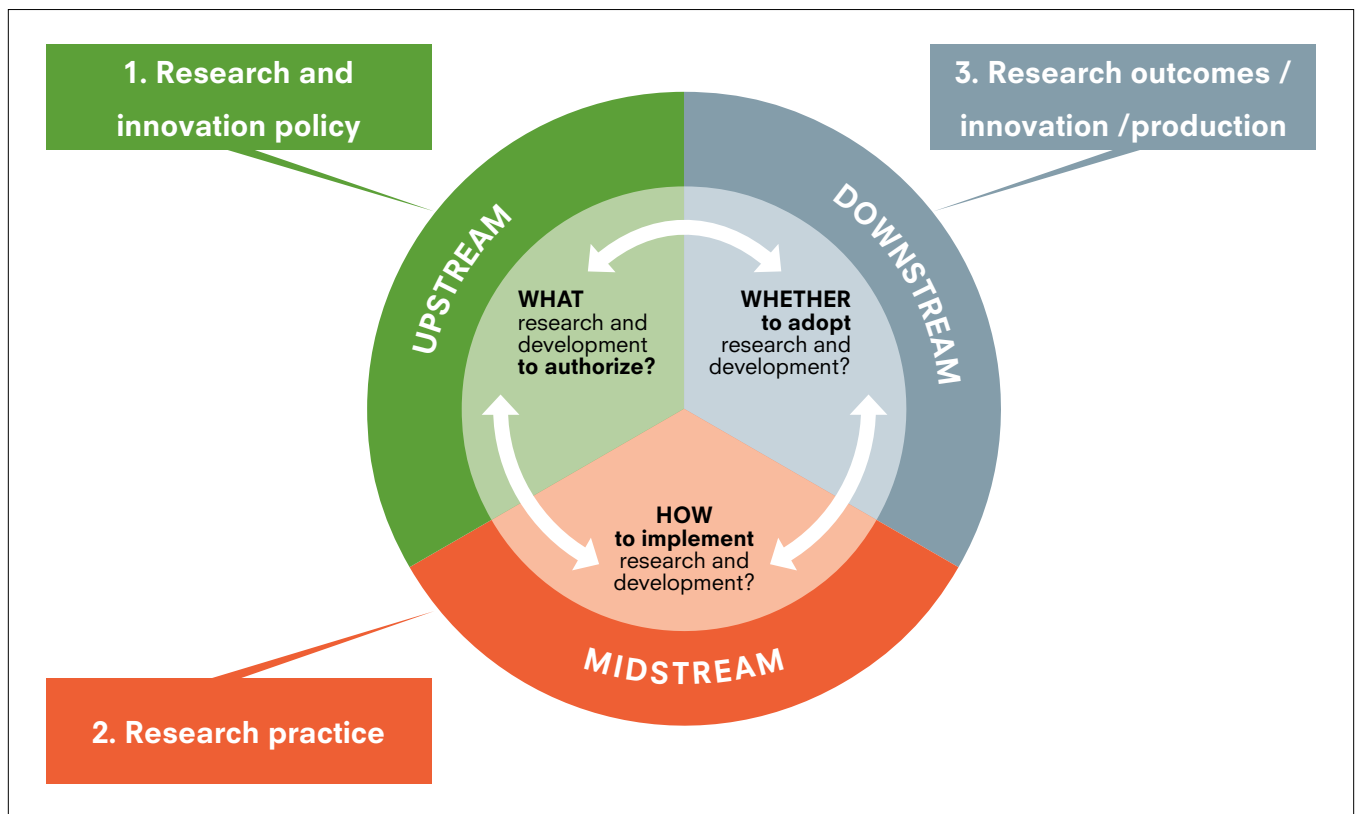 1. Research and
innovation policy
3. Research outcomes /
innovation /production
UPSTREAM
DOWNSTREAM
WHAT
research and
development
to authorize?
WHETHER
to adopt
research and
development?
HOW
to implement
research and
development?
MIDSTREAM
2. Research practice